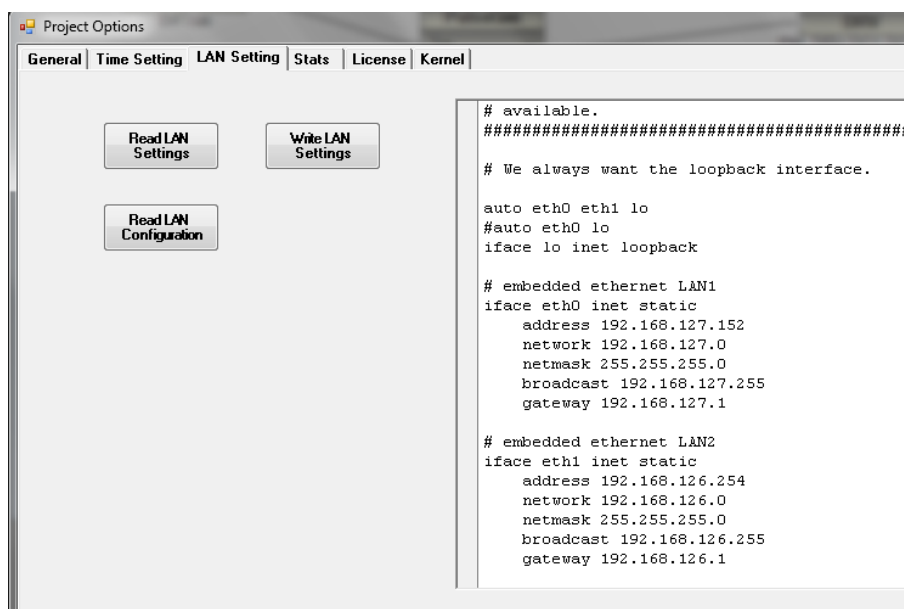 Project Options
General Time Setting LAN Setting Stats License Kernel
Read LAN
Settings
Write LAN
Settings
Read LAN
Configuration
# available.
############################################
# We always want the loopback interface.
auto eth0 eth1 lo
#auto eth0 lo
iface lo inet loopback
# embedded ethernet LAN1
iface eth0 inet static
address 192.168.127.152
network 192.168.127.0
netmask 255.255.255.0
broadcast 192.168.127.255
gateway 192.168.127.1
# embedded ethernet LAN2
iface eth1 inet static
address 192.168.126.254
network 192.168.126.0
netmask 255.255.255.0
broadcast 192.168.126.255
gateway 192.168.126.1